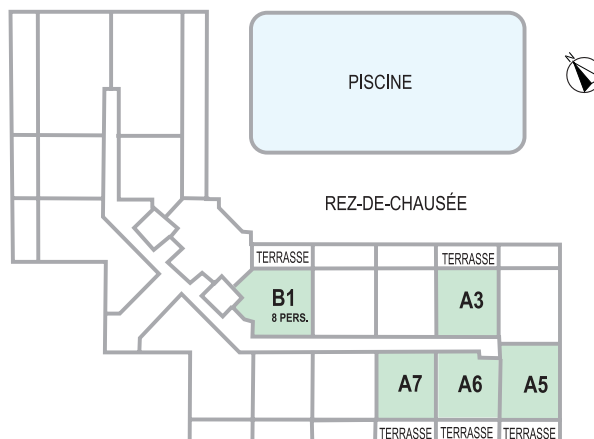 PISCINE
N
REZ-DE-CHAUSÉE
TERRASSE
TERRASSE
B1
8 PERS.
A3
A7
A6
A5
TERRASSE
TERRASSE
TERRASSE